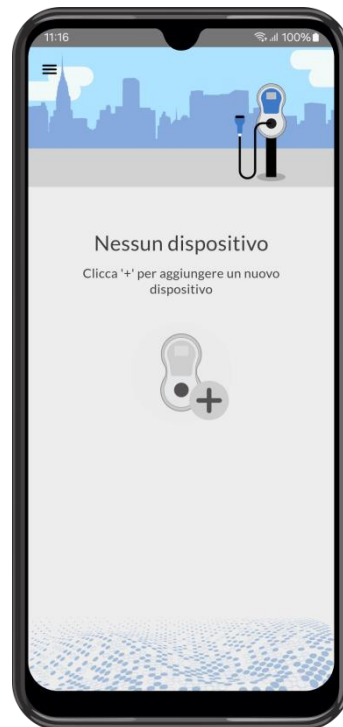 11:16
100%
Nessun dispositivo
Clicca '+' per aggiungere un nuovo
dispositivo